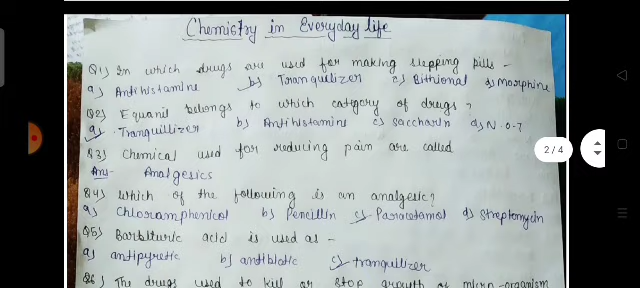 Chemistry in Everyday life
Q1) In which drugs are used for making slepping pills -
a) Antihistamine b) Tranquilizer c) Bithional d) Morphine
Q2) Equanil belongs to which category of drugs?
a) Tranquillizer b) Antihistamine c) Saccharin d) N.O.T
Q3) Chemical used for reducing pain are called
Ans- Analgesics
Q4) Which of the following is an analgesic?
a) Chloramphenicol b) Pencillin c) Paracetamol d) Streptomycin
Q5) Barbituric acid is used as -
a) antipyretic b) antibiotic c) tranquilizer
Q6) The drugs used to kill or stop growth of micro-organism
2/4